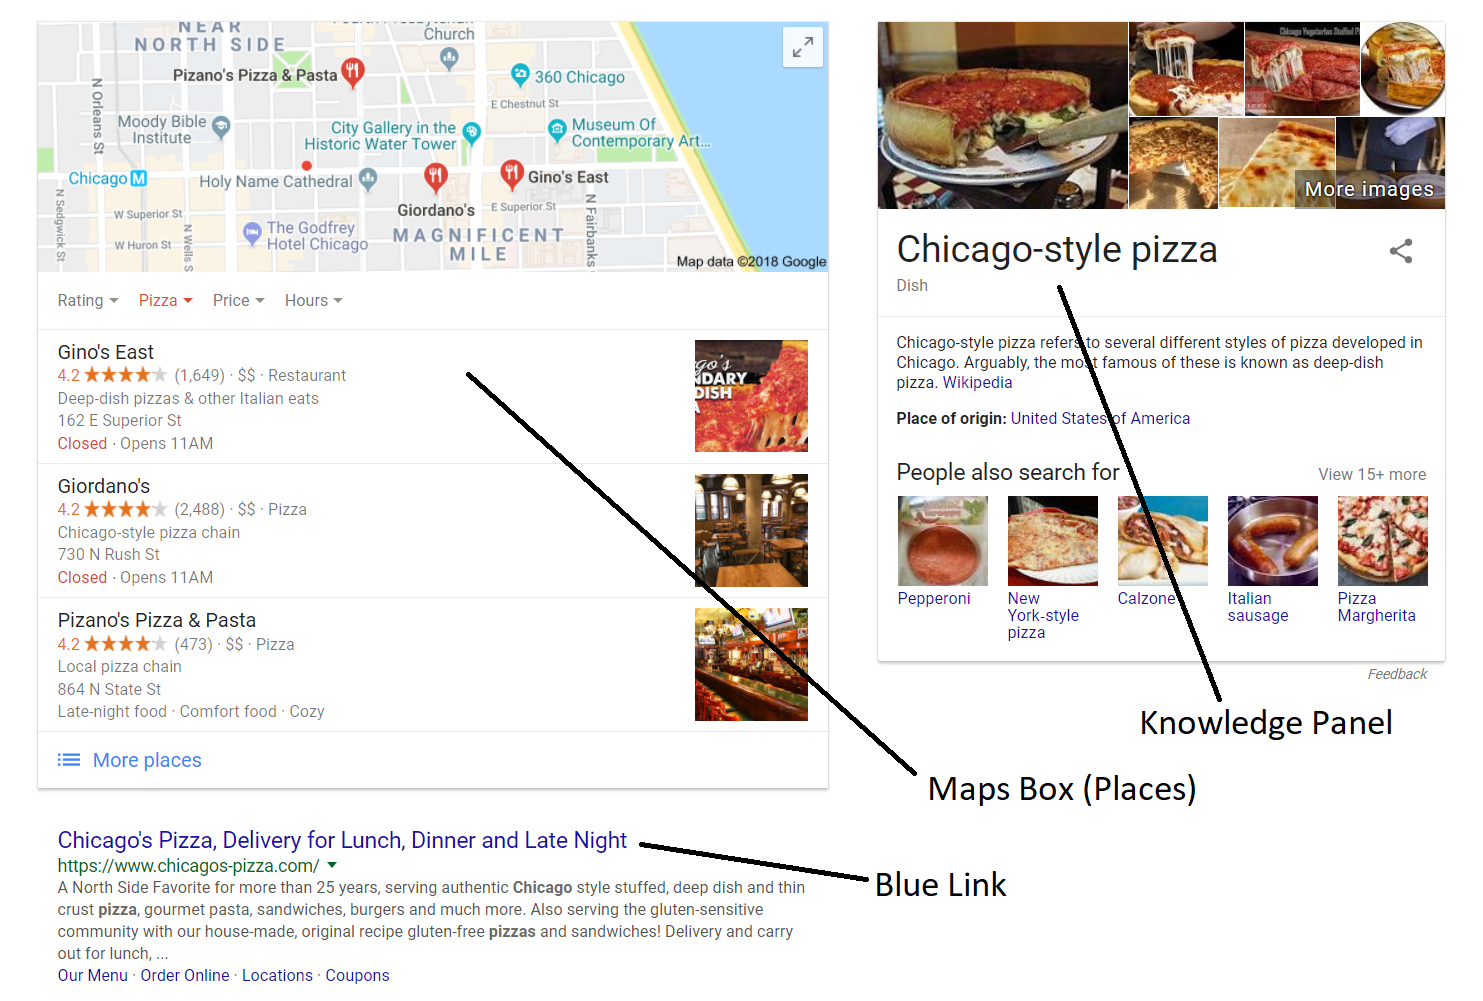 NEAR
NORTH SIDE
Church
Pizano's Pizza & Pasta
360 Chicago
N Orleans St
E Chestnut St
Moody Bible
Institute
City Gallery in the
Historic Water Tower
Museum Of
Contemporary Art...
Chicago M
Holy Name Cathedral
Gino's East
N Sedgwick St
W Superior St
Giordano's
E Superior St
N Fairbanks
The Godfrey
Hotel Chicago
W Huron St
N Wells S
MAGNIFICENT
MILE
Map data ©2018 Google
Rating
Pizza
Price
Hours
Gino's East
4.2 (1,649) · $$ · Restaurant
Deep-dish pizzas & other Italian eats
162 E Superior St
Closed · Opens 11AM
Giordano's
4.2 (2,488) · $$ · Pizza
Chicago-style pizza chain
730 N Rush St
Closed · Opens 11AM
Pizano's Pizza & Pasta
4.2 (473) · $$ · Pizza
Local pizza chain
864 N State St
Late-night food · Comfort food · Cozy
More places
Chicago's Pizza, Delivery for Lunch, Dinner and Late Night
https://www.chicagos-pizza.com/
A North Side Favorite for more than 25 years, serving authentic Chicago style stuffed, deep dish and thin
crust pizza, gourmet pasta, sandwiches, burgers and much more. Also serving the gluten-sensitive
community with our house-made, original recipe gluten-free pizzas and sandwiches! Delivery and carry
out for lunch, ...
Our Menu · Order Online · Locations · Coupons
Chicago Vegetarian Stuffed
More images
Chicago-style pizza
Dish
Chicago-style pizza refers to several different styles of pizza developed in
Chicago. Arguably, the most famous of these is known as deep-dish
pizza. Wikipedia
Place of origin: United States of America
People also search for
View 15+ more
Pepperoni
New
York-style
pizza
Calzone
Italian
sausage
Pizza
Margherita
Feedback
Knowledge Panel
Maps Box (Places)
Blue Link